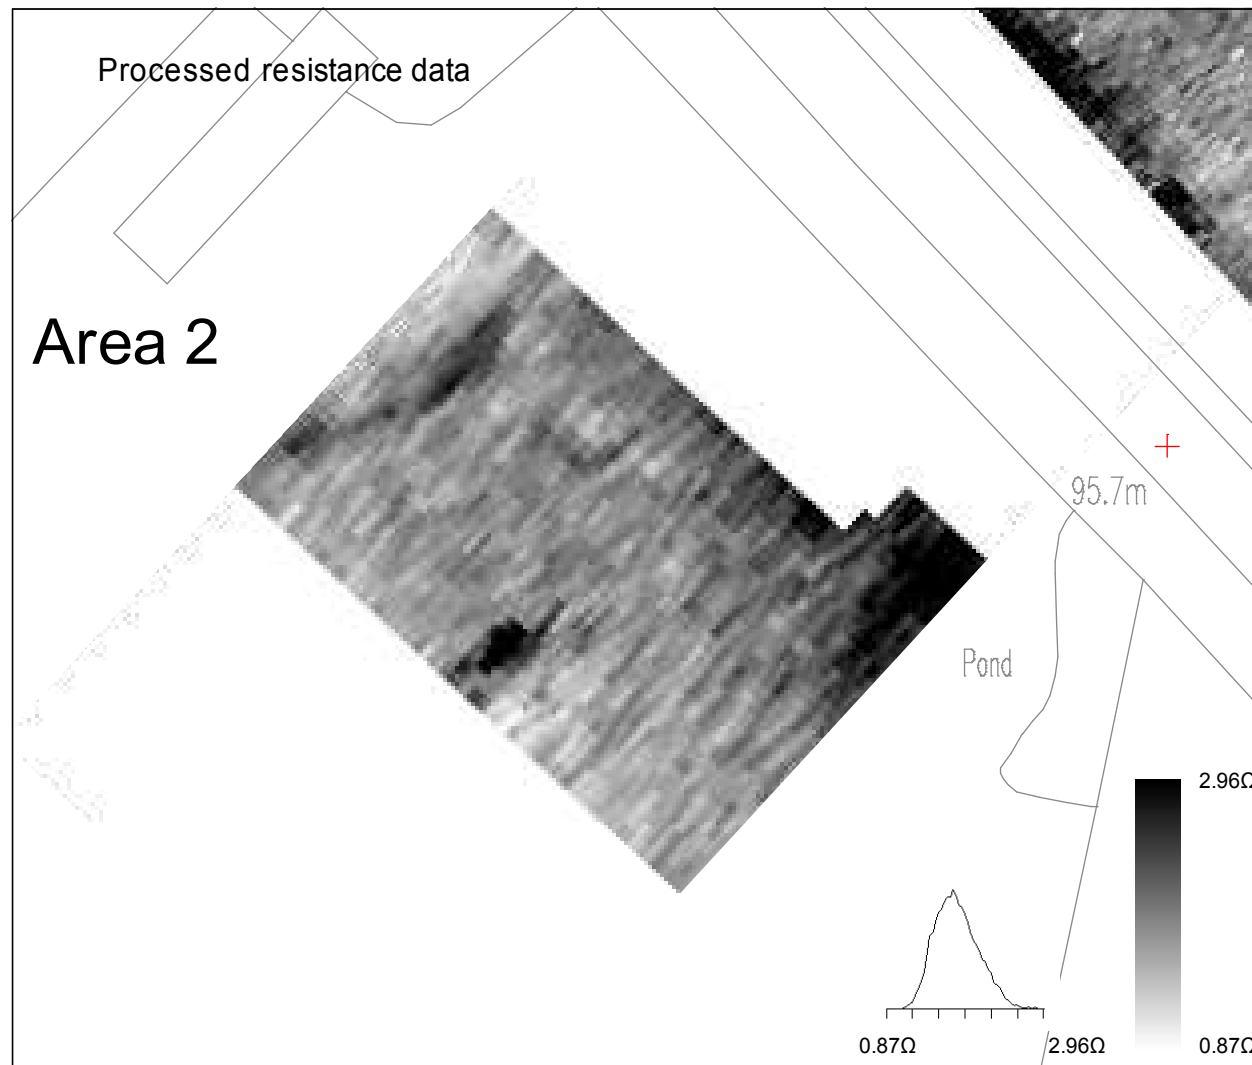 Processed resistance data
Area 2
95.7m
Pond
2.96Ω
0.87Ω
2.96Ω
0.87Ω